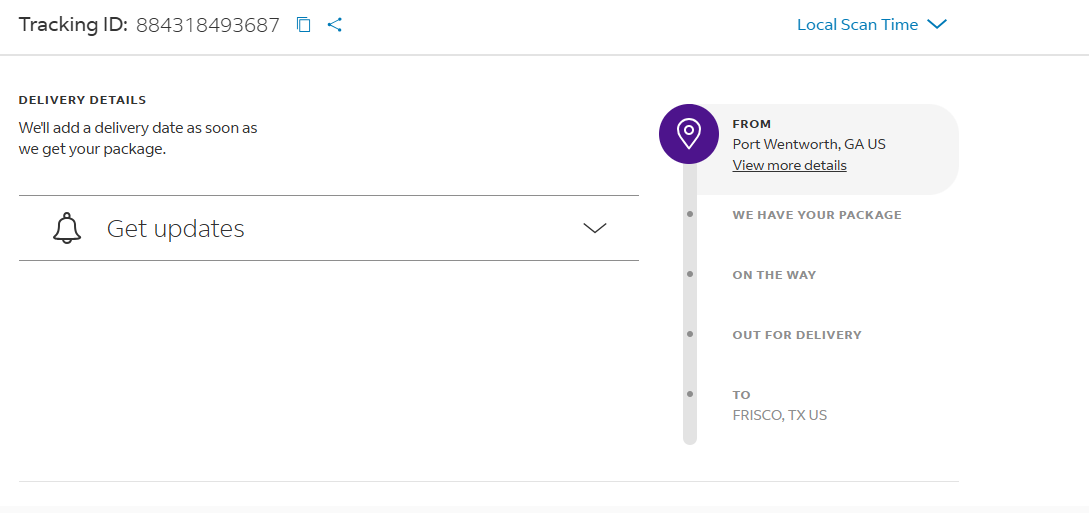 Tracking ID: 884318493687
Local Scan Time
DELIVERY DETAILS
We'll add a delivery date as soon as
we get your package.
Get updates
FROM
Port Wentworth, GA US
View more details
WE HAVE YOUR PACKAGE
ON THE WAY
OUT FOR DELIVERY
TO
FRISCO, TX US